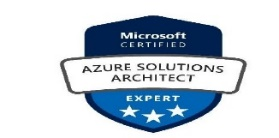 Microsoft
CERTIFIED
AZURE SOLUTIONS
ARCHITECT
EXPERT